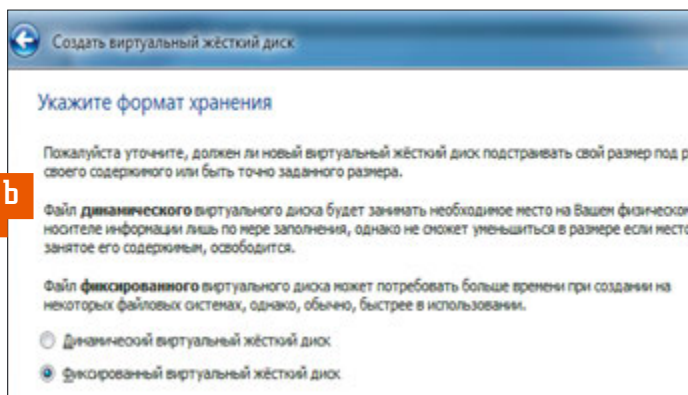 Создать виртуальный жёсткий диск
Укажите формат хранения
Пожалуйста уточните, должен ли новый виртуальный жёсткий диск подстраивать свой размер под
своего содержимого или быть точно заданного размера.
b
Файл динамического виртуального диска будет занимать необходимое место на Вашем
носителе информации лишь по мере заполнения, однако не сможет уменьшиться в размере если
занятое его содержимым, освободится.
Файл фиксированного виртуального диска может потребовать больше времени при создании на
некоторых файловых системах, однако, обычно, быстрее в использовании.
Динамический виртуальный жёсткий диск
Фиксированный виртуальный жёсткий диск